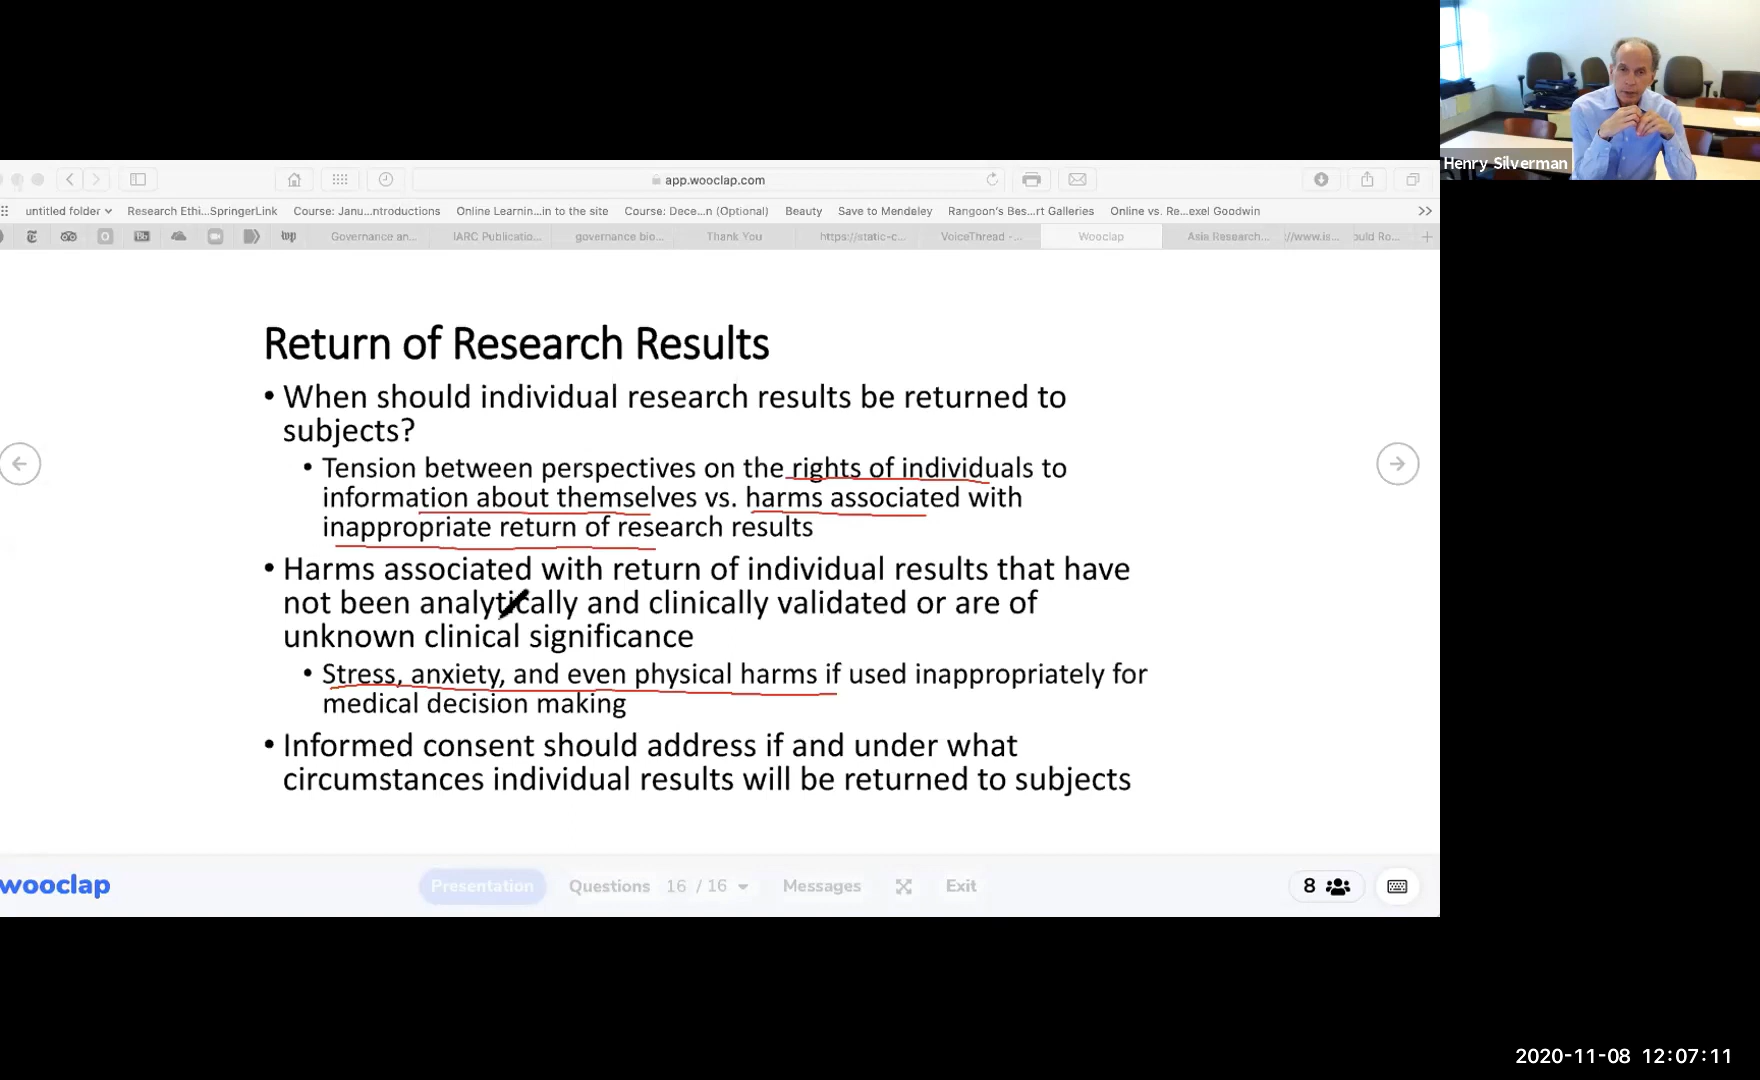 Henry Silverman
app.wooclap.com
untitled folder Research Ethi...SpringerLink Course: Janu...ntroductions Online Learnin...in to the site Course: Dece...n (Optional) Beauty Save to Mendeley Rangoon's Bes...rt Galleries Online vs. Re...exel Goodwin
Governance an... IARC Publicatio... governance bio... Thank You https://static-c... VoiceThread -... Wooclap Asia Research... //www.is... ould Ro...
Return of Research Results
• When should individual research results be returned to
subjects?
• Tension between perspectives on the rights of individuals to
information about themselves vs. harms associated with
inappropriate return of research results
• Harms associated with return of individual results that have
not been analytically and clinically validated or are of
unknown clinical significance
• Stress, anxiety, and even physical harms if used inappropriately for
medical decision making
• Informed consent should address if and under what
circumstances individual results will be returned to subjects
wooclap Presentation Questions 16 / 16 Messages Exit 8
2020-11-08 12:07:11